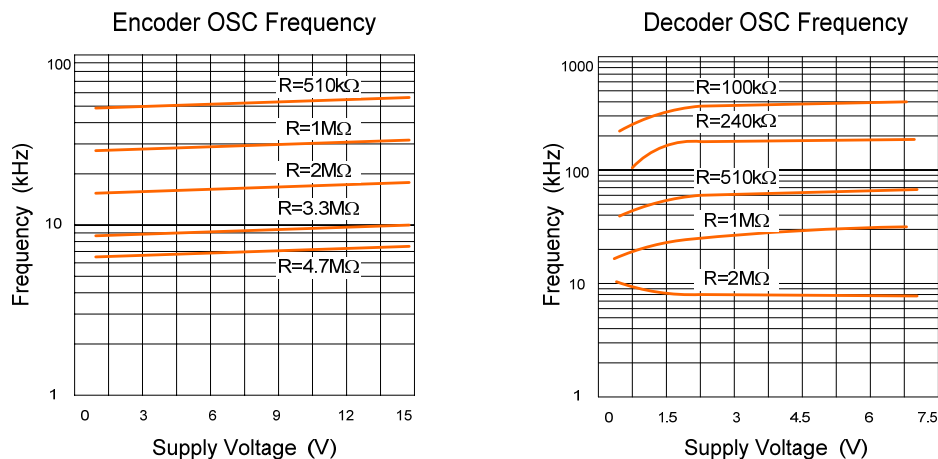 Encoder OSC Frequency
100
10
1
Frequency (kHz)
R=510kΩ
R=1MΩ
R=2MΩ
R=3.3MΩ
R=4.7MΩ
0 3 6 9 12 15
Supply Voltage (V)
Decoder OSC Frequency
1000
100
10
1
Frequency (kHz)
R=100kΩ
R=240kΩ
R=510kΩ
R=1MΩ
R=2MΩ
0 1.5 3 4.5 6 7.5
Supply Voltage (V)